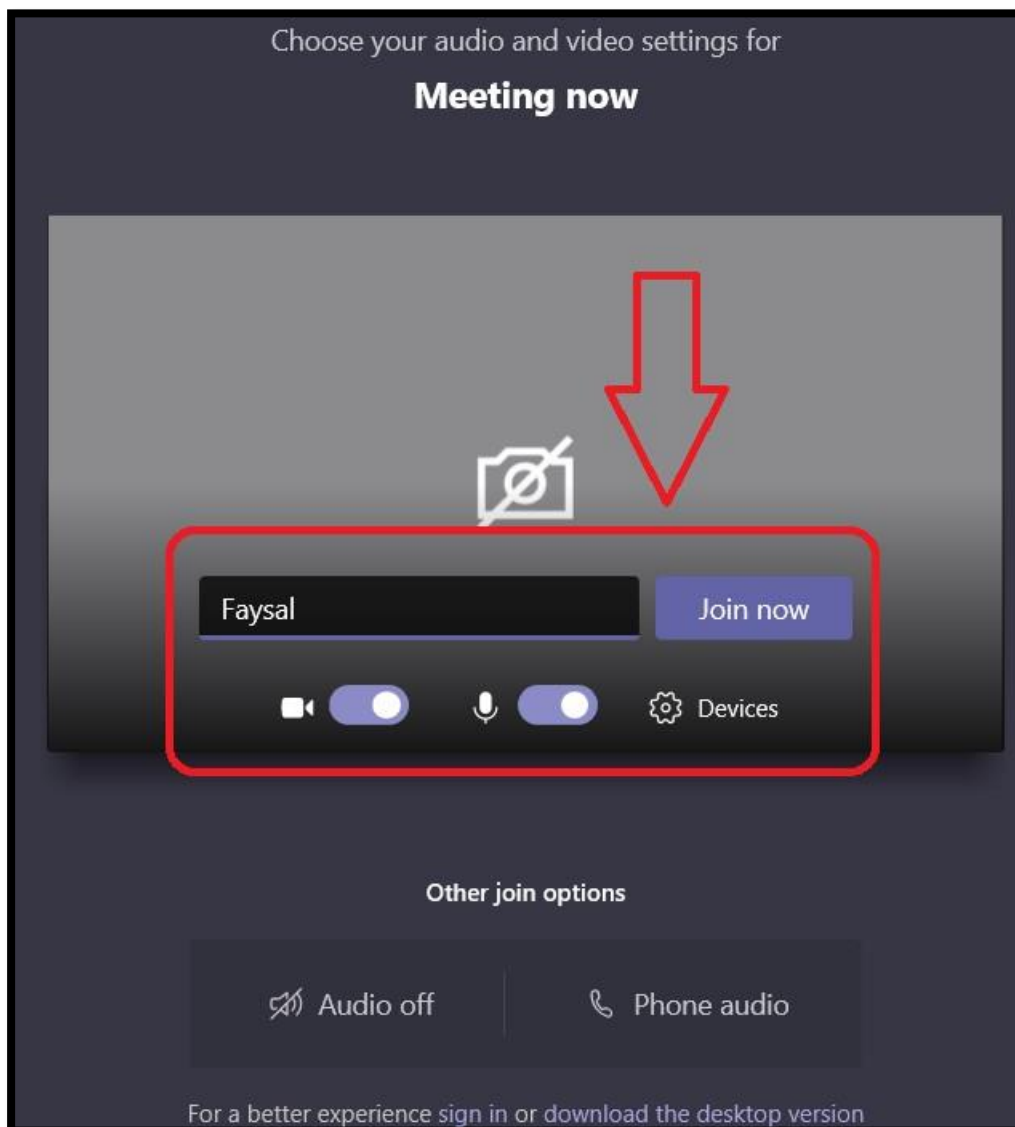 Choose your audio and video settings for
Meeting now
Faysal
Join now
Devices
Other join options
Audio off
Phone audio
For a better experience sign in or download the desktop version